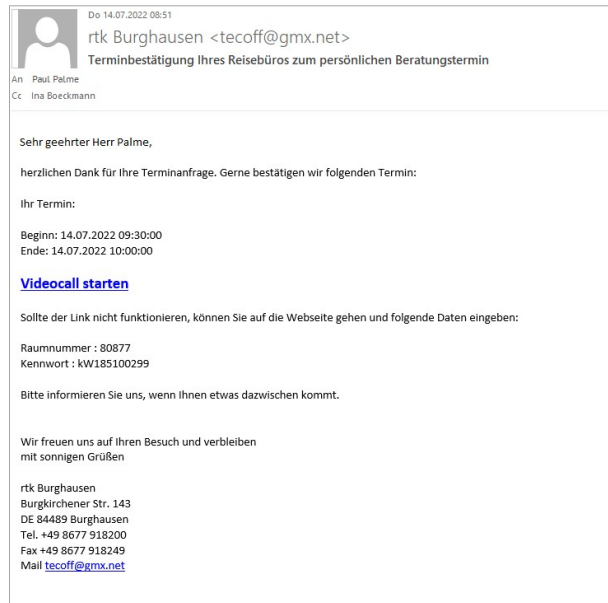 Do 14.07.2022 08:51
rtk Burghausen <tecoff@gmx.net>
Terminbestätigung Ihres Reisebüros zum persönlichen Beratungstermin
An Paul Palme
Cc Ina Boeckmann
Sehr geehrter Herr Palme,
herzlichen Dank für Ihre Terminanfrage. Gerne bestätigen wir folgenden Termin:
Ihr Termin:
Beginn: 14.07.2022 09:30:00
Ende: 14.07.2022 10:00:00
Videocall starten
Sollte der Link nicht funktionieren, können Sie auf die Webseite gehen und folgende Daten eingeben:
Raumnummer : 80877
Kennwort : kW185100299
Bitte informieren Sie uns, wenn Ihnen etwas dazwischen kommt.
Wir freuen uns auf Ihren Besuch und verbleiben
mit sonnigen Grüßen
rtk Burghausen
Burgkirchener Str. 143
DE 84489 Burghausen
Tel. +49 8677 918200
Fax +49 8677 918249
Mail tecoff@gmx.net